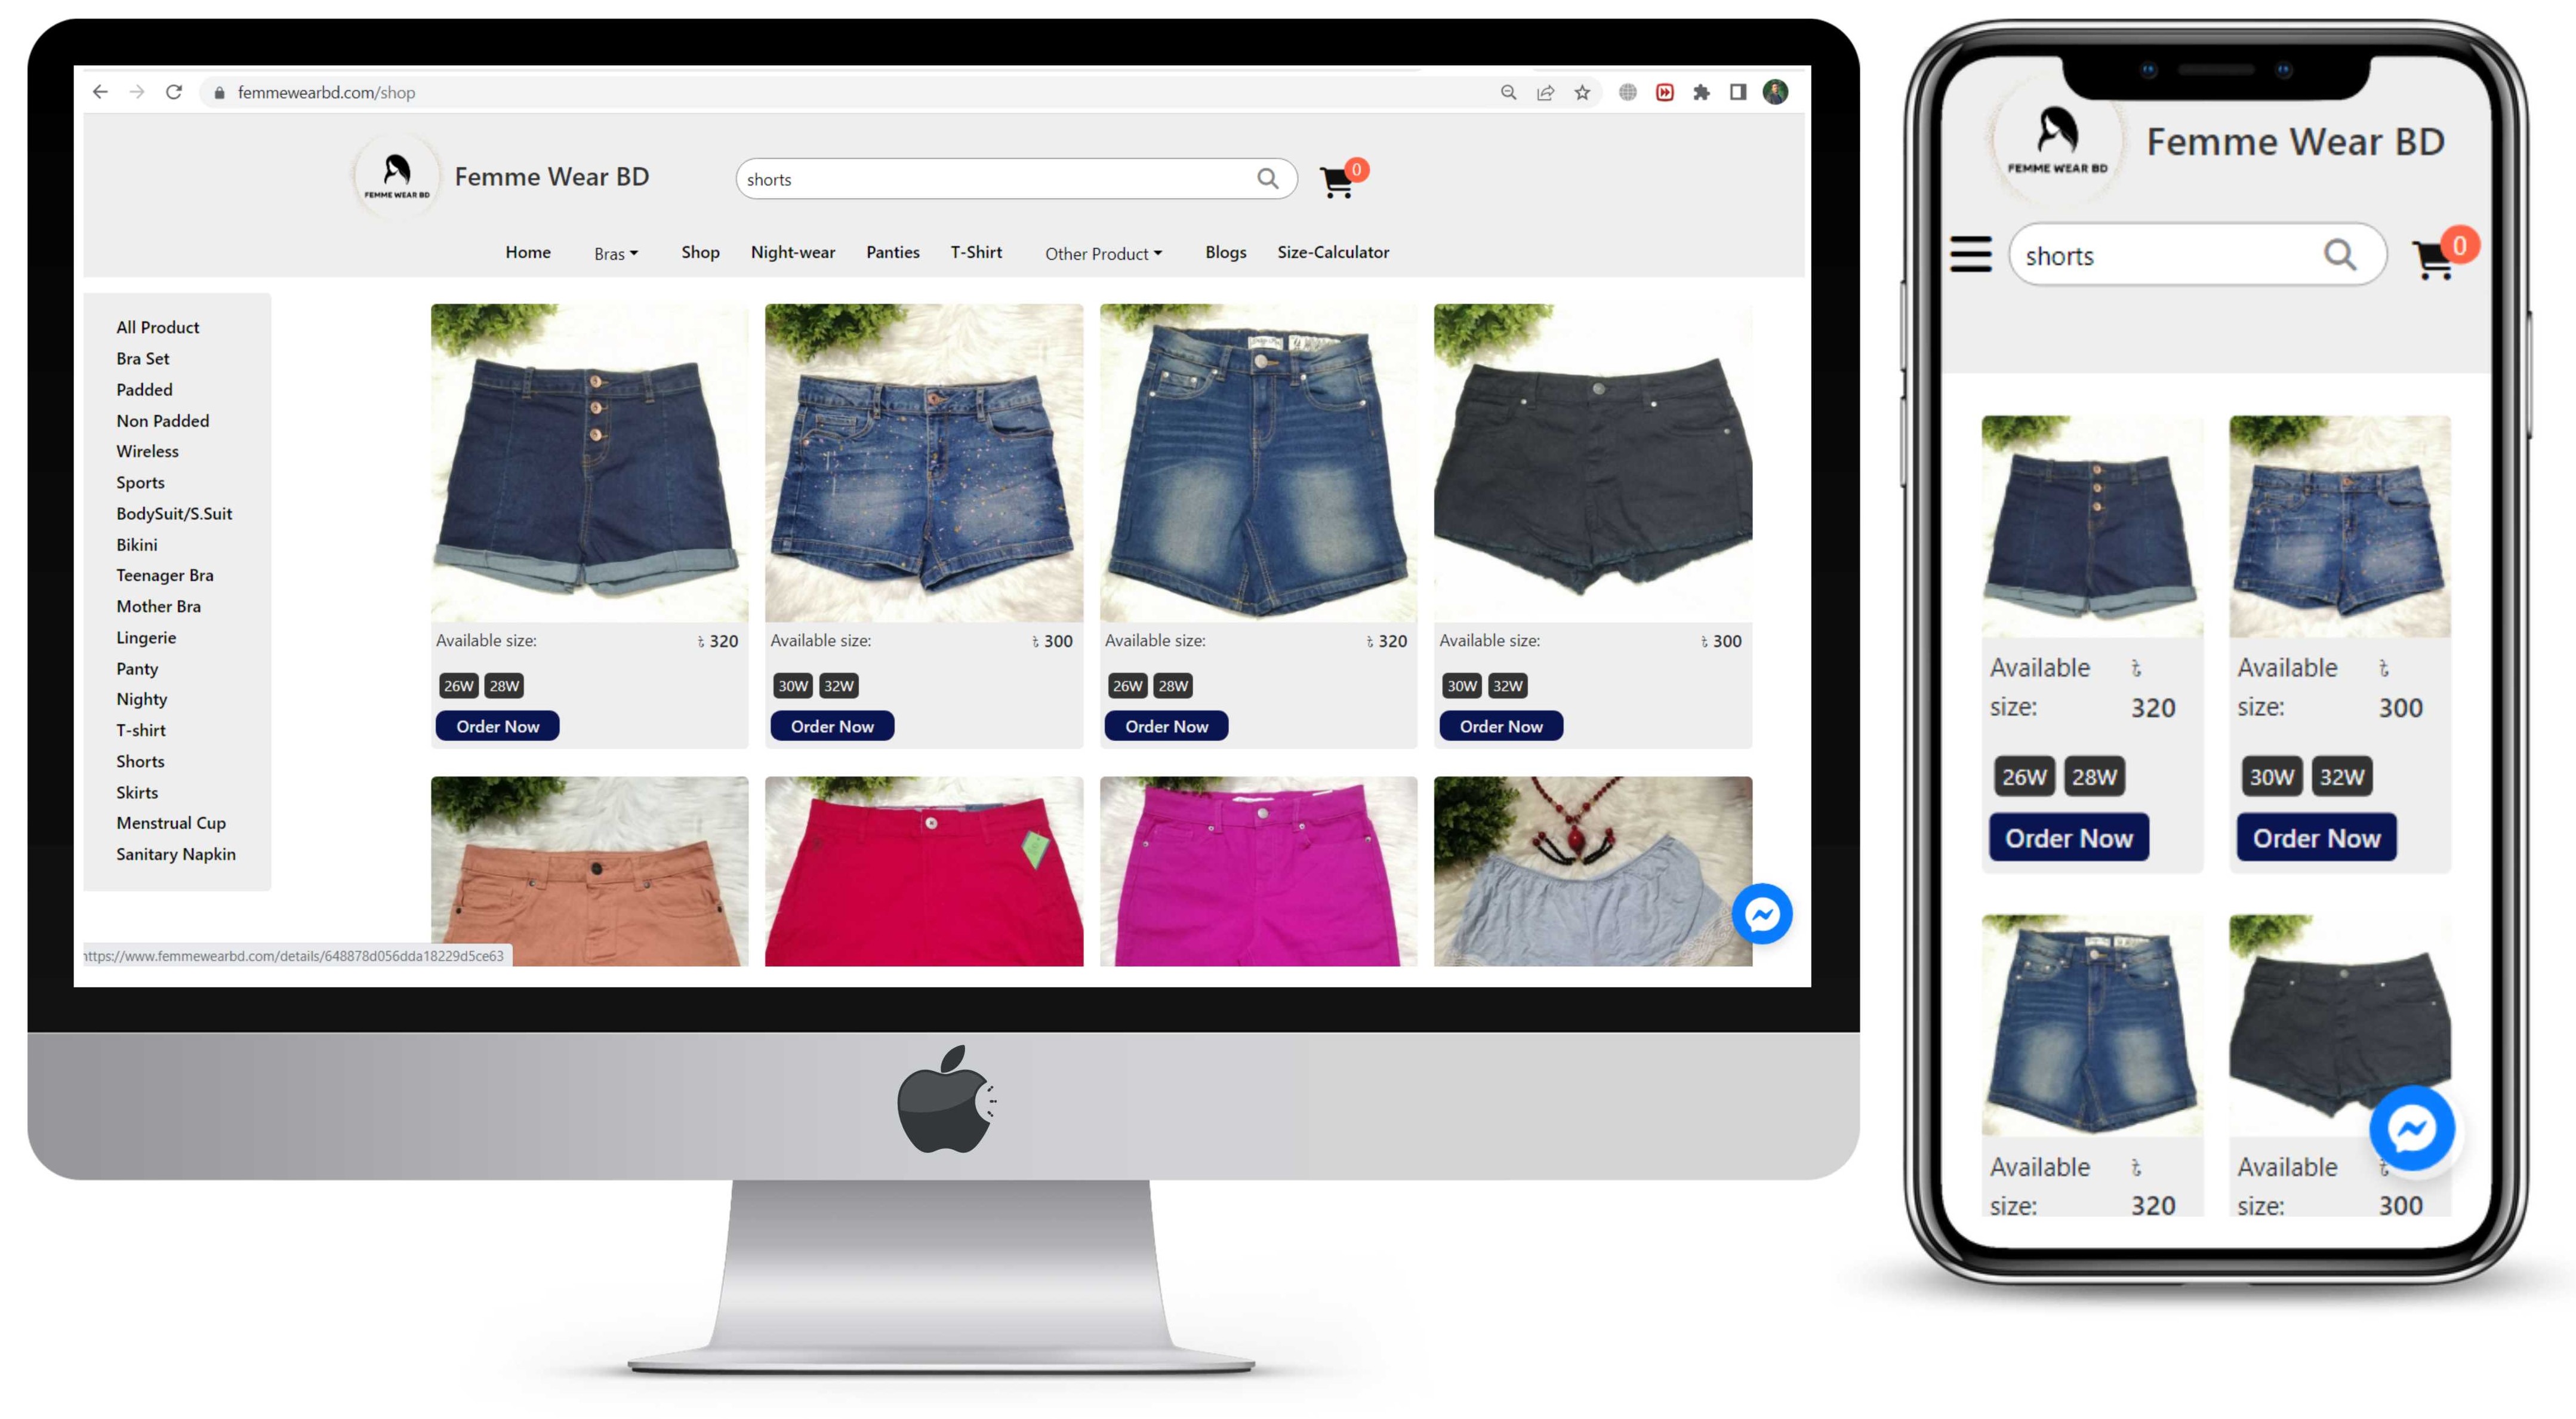 femmewearbd.com/shop
FEMME WEAR BD
Femme Wear BD
shorts
0
Home Bras Shop Night-wear Panties T-Shirt Other Product Blogs Size-Calculator
All Product
Bra Set
Padded
Non Padded
Wireless
Sports
BodySuit/S.Suit
Bikini
Teenager Bra
Mother Bra
Lingerie
Panty
Nighty
T-shirt
Shorts
Skirts
Menstrual Cup
Sanitary Napkin
Available size: ৳ 320
26W 28W
Order Now
Available size: ৳ 300
30W 32W
Order Now
Available size: ৳ 320
26W 28W
Order Now
Available size: ৳ 300
30W 32W
Order Now
https://www.femmewearbd.com/details/648878d056dda18229d5ce63
FEMME WEAR BD
Femme Wear BD
shorts
0
Available ৳
size: 320
26W 28W
Order Now
Available ৳
size: 300
30W 32W
Order Now
Available ৳
size: 320
Available ৳
size: 300